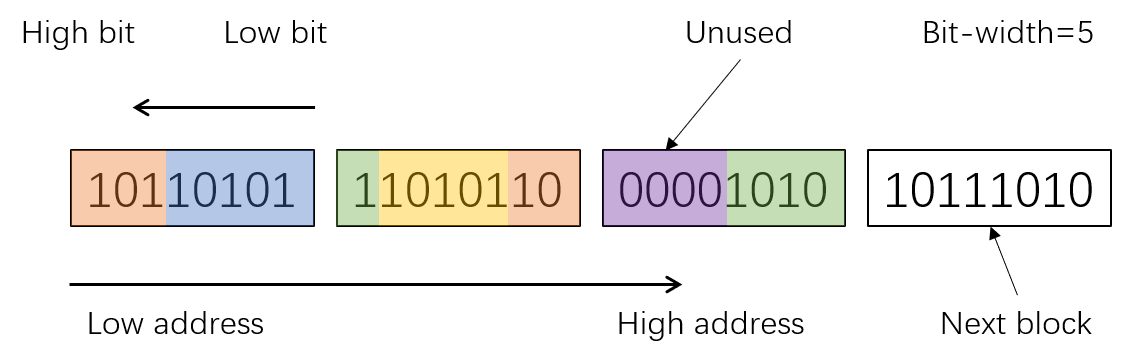 High bit Low bit Unused Bit-width=5
10110101 11010110 00001010 10111010
Low address High address Next block